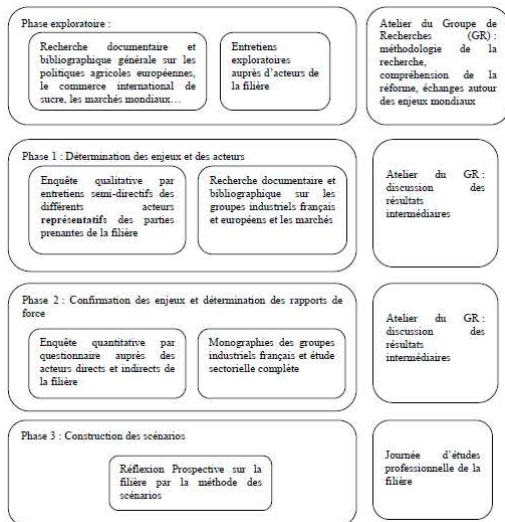 Phase exploratoire :
Recherche documentaire et
bibliographique générale sur les
politiques agricoles européennes,
le commerce international de
sucre, les marchés mondiaux…
Entretiens
exploratoires
auprès d'acteurs de
la filière
Atelier du Groupe de
Recherches (GR) :
méthodologie de la
recherche,
compréhension de la
réforme, échanges autour
des enjeux mondiaux
Phase 1 : Détermination des enjeux et des acteurs
Enquête qualitative par
entretiens semi-directifs des
différents acteurs
représentatifs des parties
prenantes de la filière
Recherche documentaire et
bibliographique sur les
groupes industriels français
et européens et les marchés
Atelier du GR :
discussion des
résultats
intermédiaires
Phase 2 : Confirmation des enjeux et détermination des rapports de
force
Enquête quantitative par
questionnaire auprès des
acteurs directs et indirects de
la filière
Monographies des groupes
industriels français et étude
sectorielle complète
Atelier du GR :
discussion des
résultats
intermédiaires
Phase 3 : Construction des scénarios
Réflexion Prospective sur la
filière par la méthode des
scénarios
Journée d'études
professionnelle de la
filière